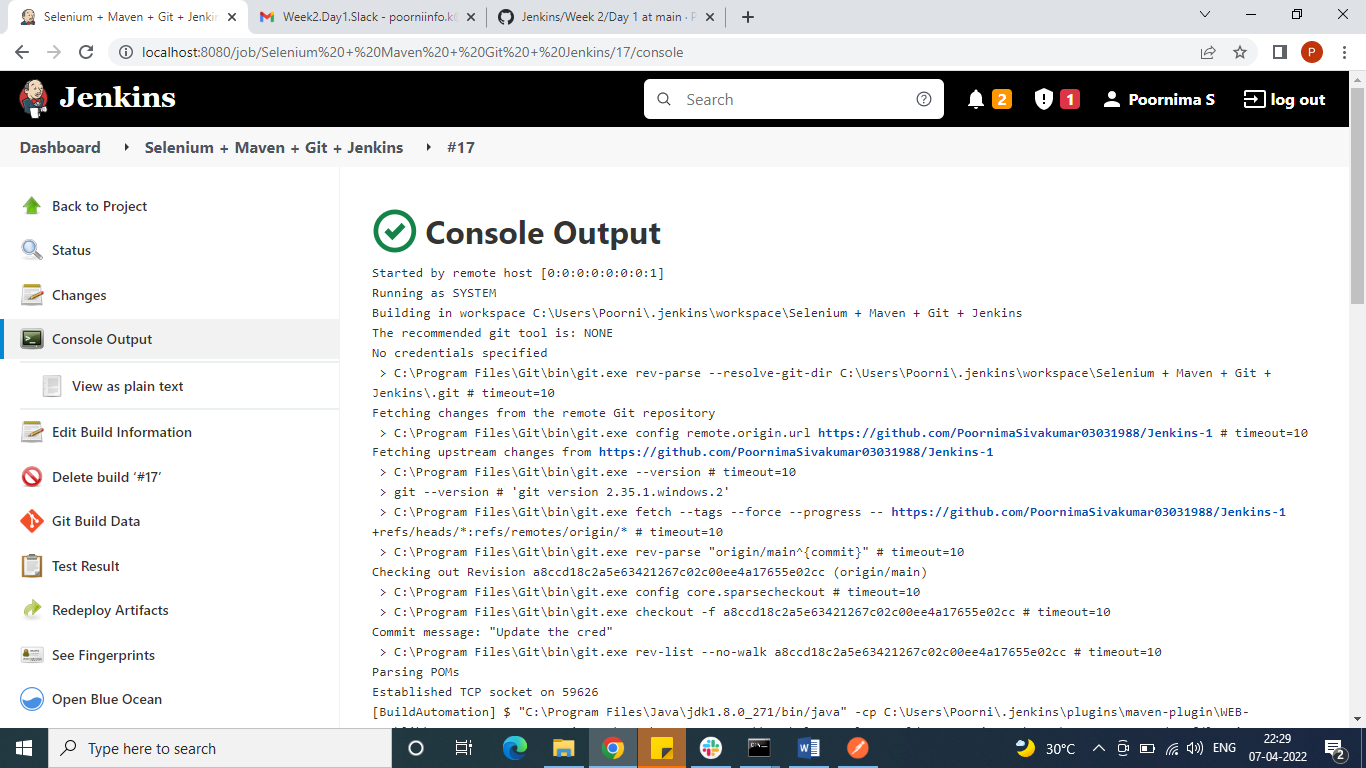 Selenium + Maven + Git + Jenkin
Week2.Day1.Slack - poorniinfo.k
Jenkins/Week 2/Day 1 at main ·
localhost:8080/job/Selenium%20+%20Maven%20+%20Git%20+%20Jenkins/17/console
P
Jenkins
Search
2
1
Poornima S
log out
Dashboard
Selenium + Maven + Git + Jenkins
#17
Back to Project
Status
Changes
Console Output
View as plain text
Edit Build Information
Delete build ‘#17’
Git Build Data
Test Result
Redeploy Artifacts
See Fingerprints
Open Blue Ocean
Console Output
Started by remote host [0:0:0:0:0:0:0:1]
Running as SYSTEM
Building in workspace C:\Users\Poorni\.jenkins\workspace\Selenium + Maven + Git + Jenkins
The recommended git tool is: NONE
No credentials specified
> C:\Program Files\Git\bin\git.exe rev-parse --resolve-git-dir C:\Users\Poorni\.jenkins\workspace\Selenium + Maven + Git +
Jenkins\.git # timeout=10
Fetching changes from the remote Git repository
> C:\Program Files\Git\bin\git.exe config remote.origin.url https://github.com/PoornimaSivakumar03031988/Jenkins-1 # timeout=10
Fetching upstream changes from https://github.com/PoornimaSivakumar03031988/Jenkins-1
> C:\Program Files\Git\bin\git.exe --version # timeout=10
> git --version # 'git version 2.35.1.windows.2'
> C:\Program Files\Git\bin\git.exe fetch --tags --force --progress -- https://github.com/PoornimaSivakumar03031988/Jenkins-1
+refs/heads/*:refs/remotes/origin/* # timeout=10
> C:\Program Files\Git\bin\git.exe rev-parse "origin/main^{commit}" # timeout=10
Checking out Revision a8ccd18c2a5e63421267c02c00ee4a17655e02cc (origin/main)
> C:\Program Files\Git\bin\git.exe config core.sparsecheckout # timeout=10
> C:\Program Files\Git\bin\git.exe checkout -f a8ccd18c2a5e63421267c02c00ee4a17655e02cc # timeout=10
Commit message: "Update the cred"
> C:\Program Files\Git\bin\git.exe rev-list --no-walk a8ccd18c2a5e63421267c02c00ee4a17655e02cc # timeout=10
Parsing POMs
Established TCP socket on 59626
[BuildAutomation] $ "C:\Program Files\Java\jdk1.8.0_271/bin/java" -cp C:\Users\Poorni\.jenkins\plugins\maven-plugin\WEB-
Type here to search
30°C
ENG
22:29
07-04-2022
2